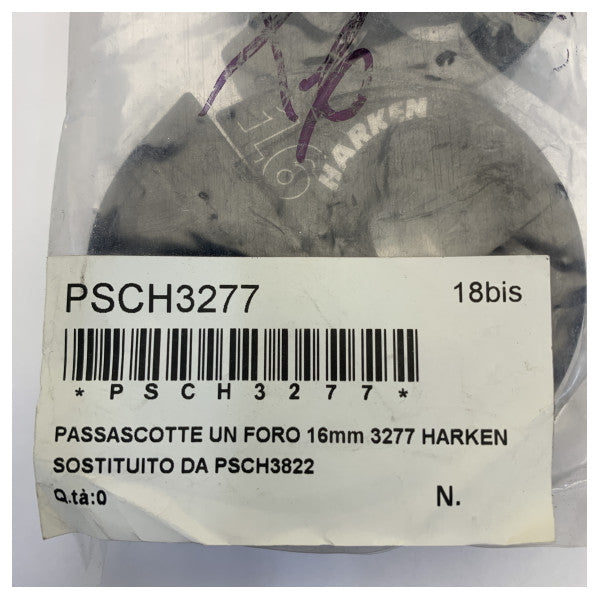 HARKEN
PSCH3277 18bis
*PSCH3277*
PASSASCOTTE UN FORO 16mm 3277 HARKEN
SOSTITUITO DA PSCH3822
Q.tà:0 N.